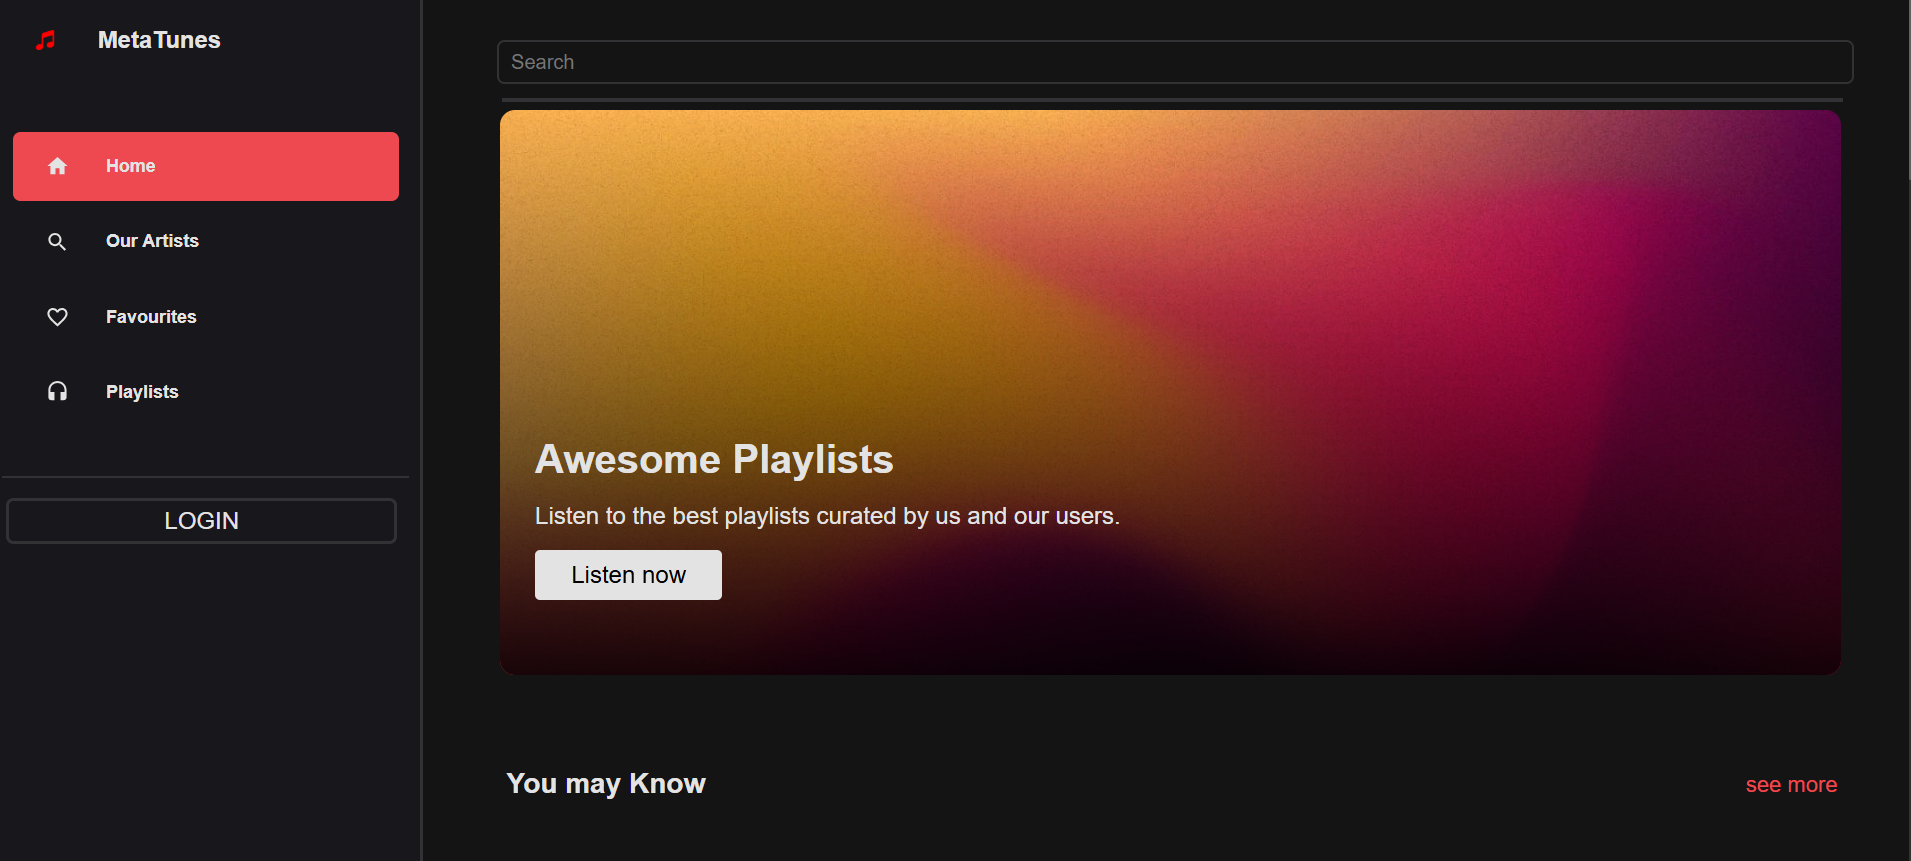 MetaTunes
Home
Our Artists
Favourites
Playlists
LOGIN
Search
Awesome Playlists
Listen to the best playlists curated by us and our users.
Listen now
You may Know
see more